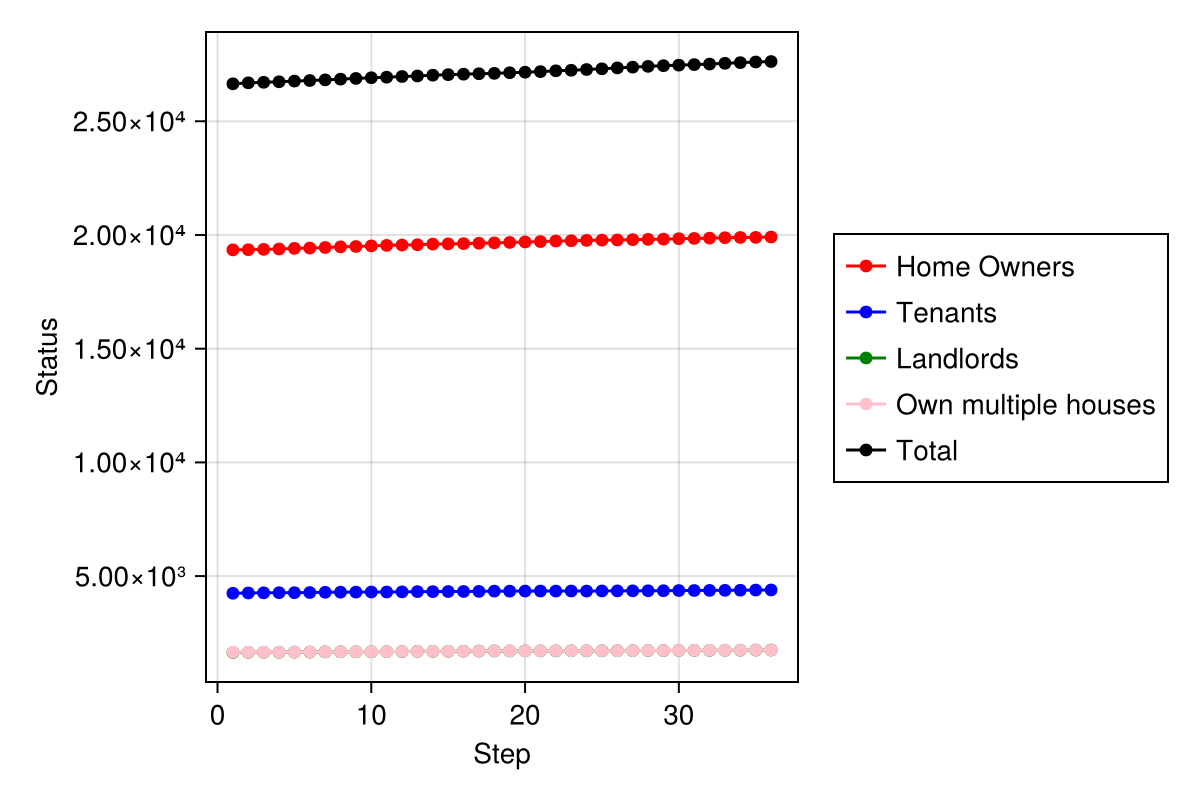 2.50×10⁴
2.00×10⁴
1.50×10⁴
1.00×10⁴
5.00×10³
Status
0 10 20 30
Step
Home Owners
Tenants
Landlords
Own multiple houses
Total